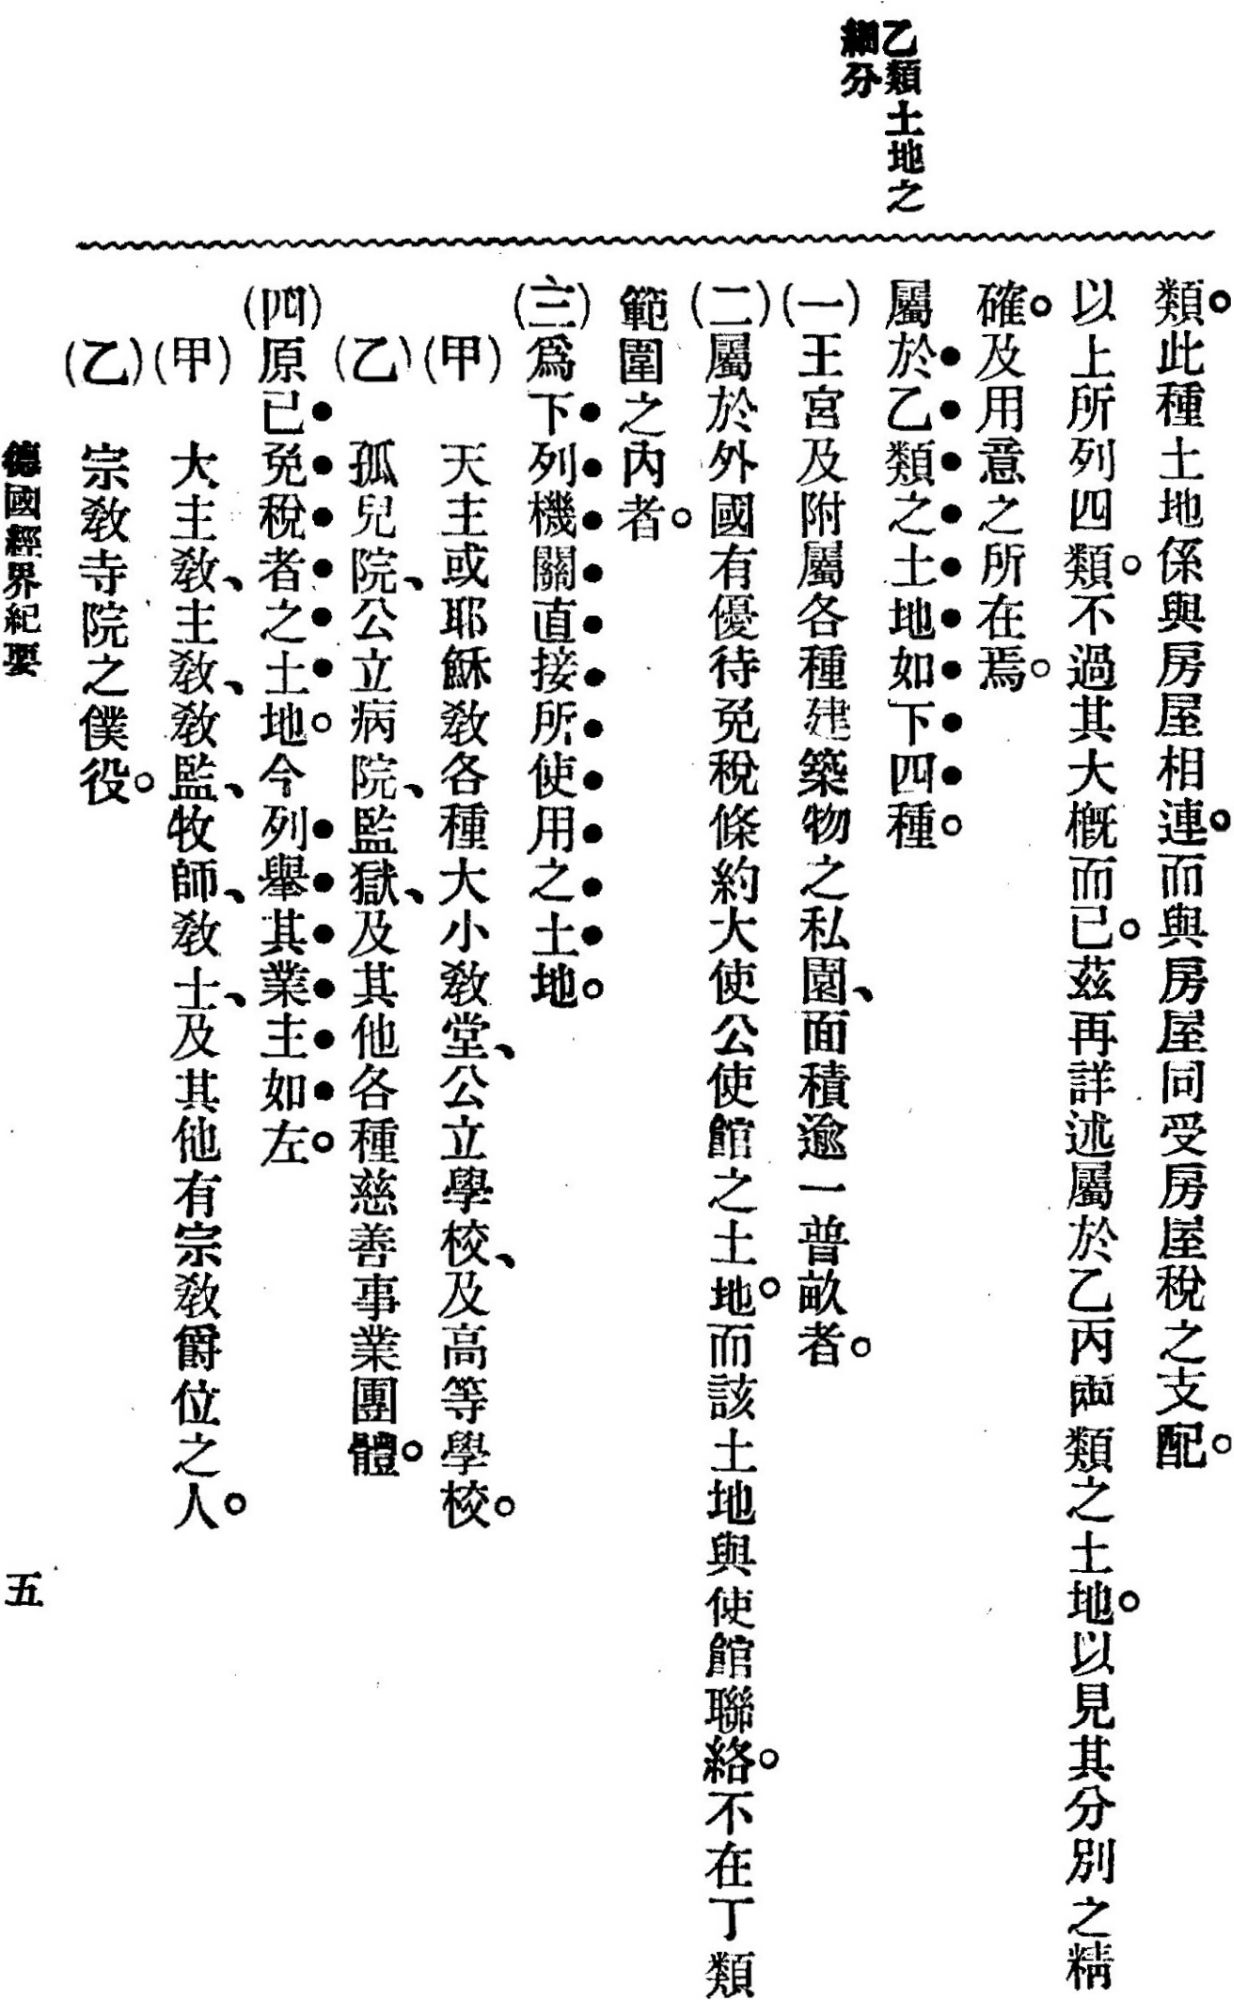 乙類土地之
細分
類。此種土地係與房屋相連。而與房屋同受房屋稅之支配。
以上所列四類。不過其大概而已。茲再詳述屬於乙丙兩類之土地。以見其分別之精
確。及用意之所在焉。
屬於乙類之土地如下四種。
(一)王宮及附屬各種建築物之私園、面積逾一普畝者。
(二)屬於外國有優待免稅條約大使公使館之土地。而該土地與使館聯絡。不在丁類
範圍之內者。
(三)爲下列機關直接所使用之土地。
(甲) 天主或耶穌教各種大小教堂、公立學校、及高等學校。
(乙) 孤兒院、公立病院、監獄、及其他各種慈善事業團體。
(四)原已免稅者之土地。今列舉其業主如左。
(甲) 大主教、主教、教監、牧師、教士、及其他有宗教爵位之人。
(乙) 宗教寺院之僕役。
德國經界紀要
五